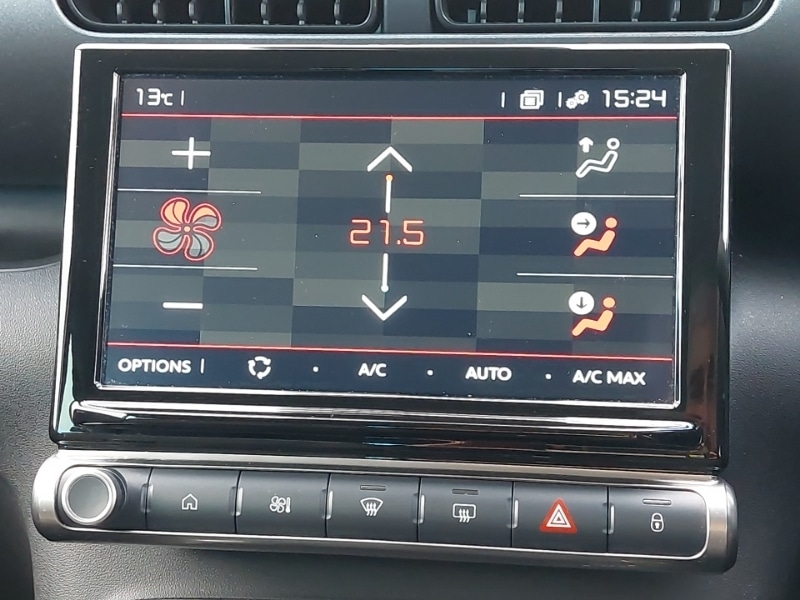 13°C 15:24
21.5
OPTIONS A/C AUTO A/C MAX